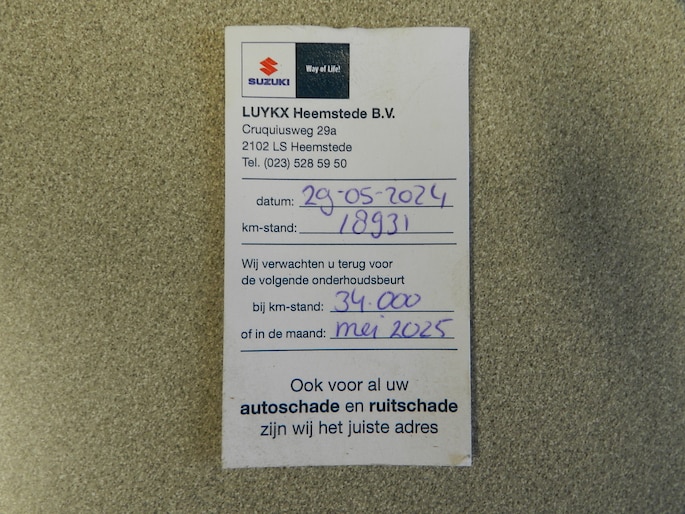 SUZUKI Way of Life!
LUYKX Heemstede B.V.
Cruquiusweg 29a
2102 LS Heemstede
Tel. (023) 528 59 50
datum: 29-05-2024
km-stand: 18931
Wij verwachten u terug voor
de volgende onderhoudsbeurt
bij km-stand: 34.000
of in de maand: mei 2025
Ook voor al uw
autoschade en ruitschade
zijn wij het juiste adres